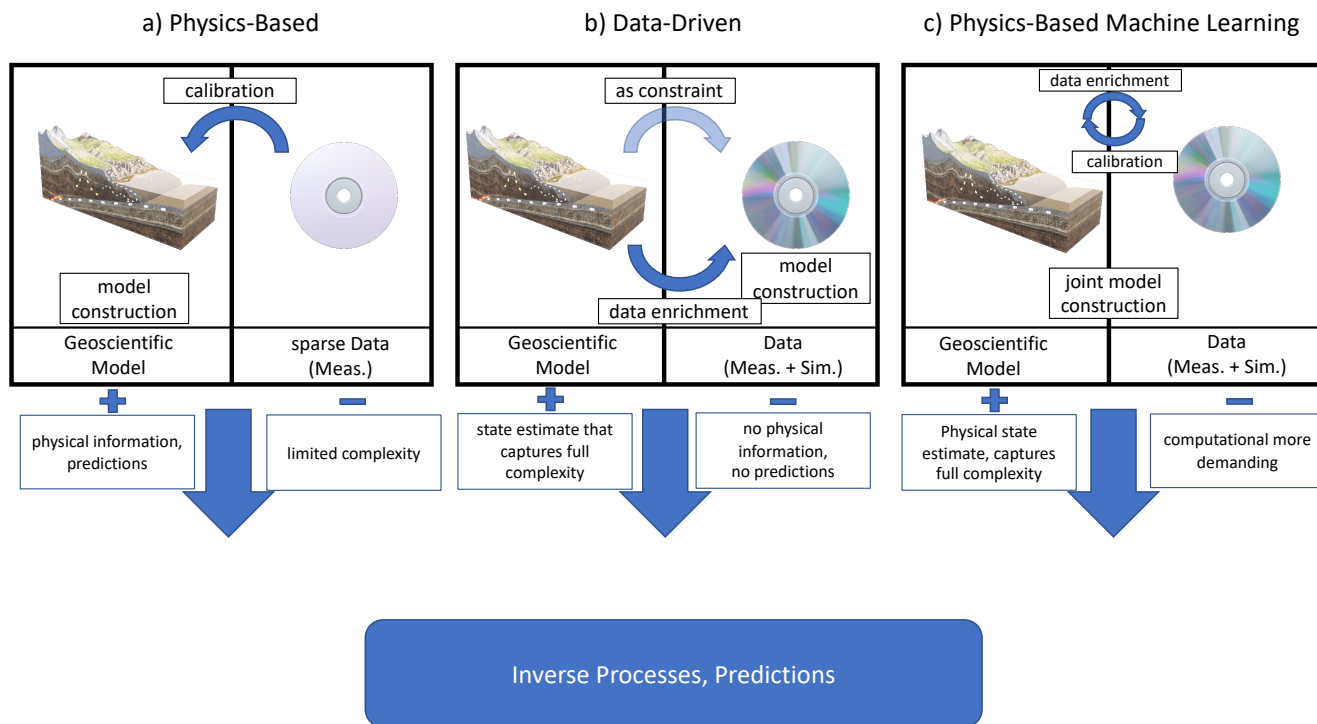 a) Physics-Based
calibration
model
construction
Geoscientific
Model
sparse Data
(Meas.)
physical information,
predictions
limited complexity
b) Data-Driven
as constraint
model
construction
data enrichment
Geoscientific
Model
Data
(Meas. + Sim.)
state estimate that
captures full
complexity
no physical
information,
no predictions
c) Physics-Based Machine Learning
data enrichment
calibration
joint model
construction
Geoscientific
Model
Data
(Meas. + Sim.)
Physical state
estimate, captures
full complexity
computational more
demanding
Inverse Processes, Predictions